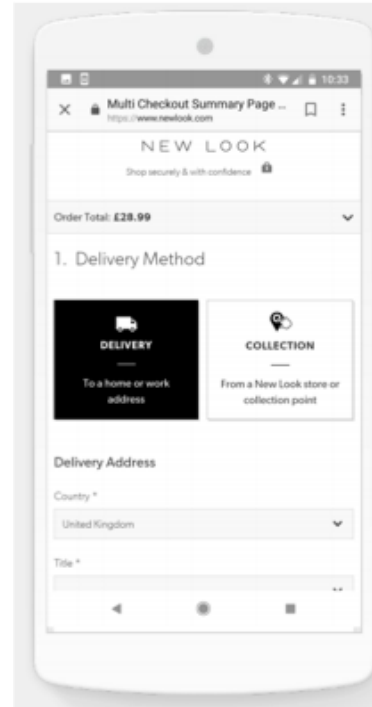 10:33
Multi Checkout Summary Page ...
https://www.newlook.com
NEW LOOK
Shop securely & with confidence
Order Total: £28.99
1. Delivery Method
DELIVERY
To a home or work
address
COLLECTION
From a New Look store or
collection point
Delivery Address
Country *
United Kingdom
Title *